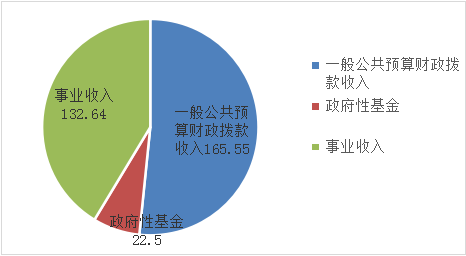 事业收入
132.64
一般公共预
算财政拨款
收入165.55
政府性基金
22.5
一般公共预算财政拨
款收入
政府性基金
事业收入